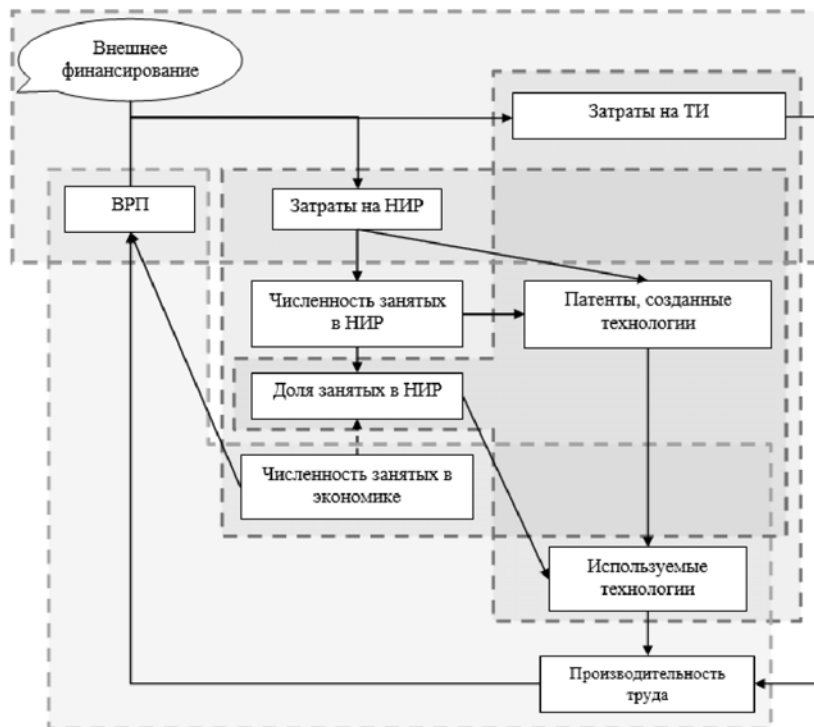 Внешнее
финансирование
Затраты на ТИ
ВРП
Затраты на НИР
Численность занятых
в НИР
Патенты, созданные
технологии
Доля занятых в НИР
Численность занятых в
экономике
Используемые
технологии
Производительность
труда